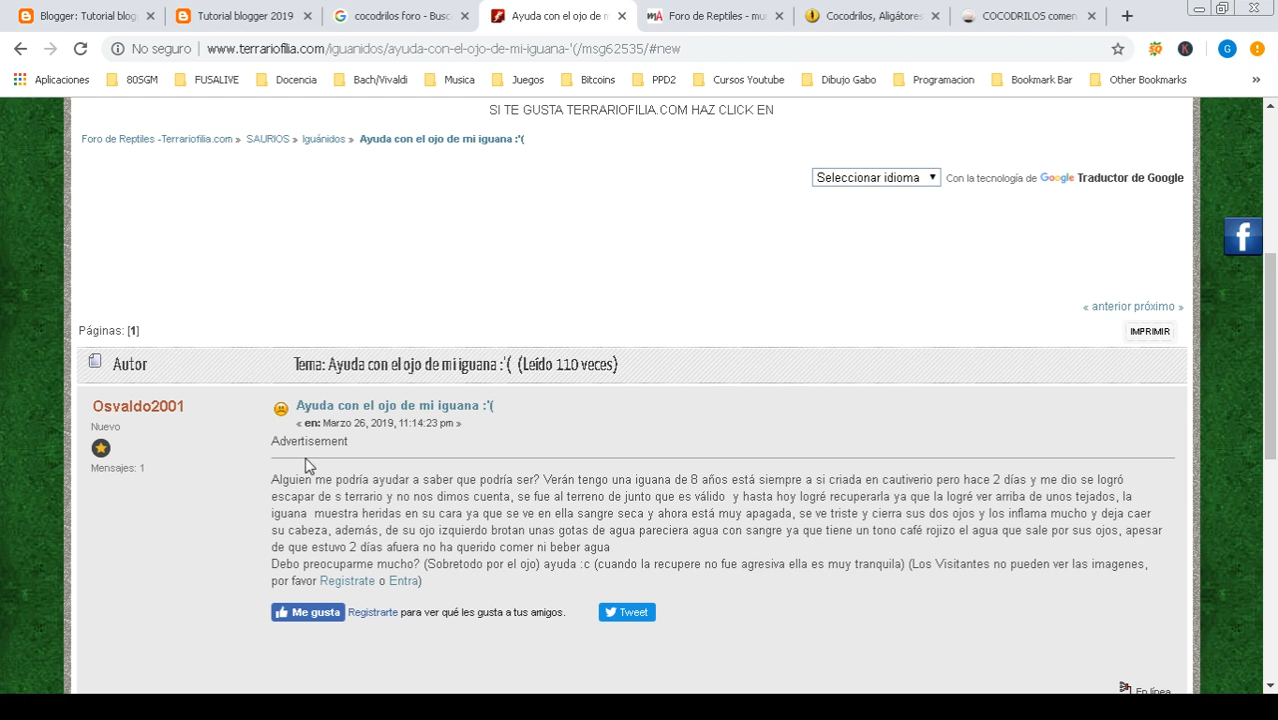 Blogger: Tutorial blog
Tutorial blogger 2019
cocodrilos foro - Busc
Ayuda con el ojo de m
Foro de Reptiles - mu
Cocodrilos, Aligátores
COCODRILOS comen
No seguro | www.terrariofilia.com/iguanidos/ayuda-con-el-ojo-de-mi-iguana-'(/msg62535/#new
Aplicaciones 80SGM FUSALIVE Docencia Bach/Vivaldi Musica Juegos Bitcoins PPD2 Cursos Youtube Dibujo Gabo Programacion Bookmark Bar Other Bookmarks »
SI TE GUSTA TERRARIOFILIA.COM HAZ CLICK EN
Foro de Reptiles -Terrariofilia.com » SAURIOS » Iguánidos » Ayuda con el ojo de mi iguana :'(
Seleccionar idioma Con la tecnología de Google Traductor de Google
« anterior próximo »
Páginas: [1]
IMPRIMIR
Autor Tema: Ayuda con el ojo de mi iguana :'( (Leído 110 veces)
Osvaldo2001
Nuevo
Mensajes: 1
Ayuda con el ojo de mi iguana :'(
« en: Marzo 26, 2019, 11:14:23 pm »
Advertisement
Alguien me podría ayudar a saber que podría ser? Verán tengo una iguana de 8 años está siempre a si criada en cautiverio pero hace 2 días y me dio se logró
escapar de s terrario y no nos dimos cuenta, se fue al terreno de junto que es válido y hasta hoy logré recuperarla ya que la logré ver arriba de unos tejados, la
iguana muestra heridas en su cara ya que se ve en ella sangre seca y ahora está muy apagada, se ve triste y cierra sus dos ojos y los inflama mucho y deja caer
su cabeza, además, de su ojo izquierdo brotan unas gotas de agua pareciera agua con sangre ya que tiene un tono café rojizo el agua que sale por sus ojos, apesar
de que estuvo 2 días afuera no ha querido comer ni beber agua
Debo preocuparme mucho? (Sobretodo por el ojo) ayuda :c (cuando la recupere no fue agresiva ella es muy tranquila) (Los Visitantes no pueden ver las imagenes,
por favor Registrate o Entra)
Me gusta Registrarte para ver qué les gusta a tus amigos. Tweet
En línea